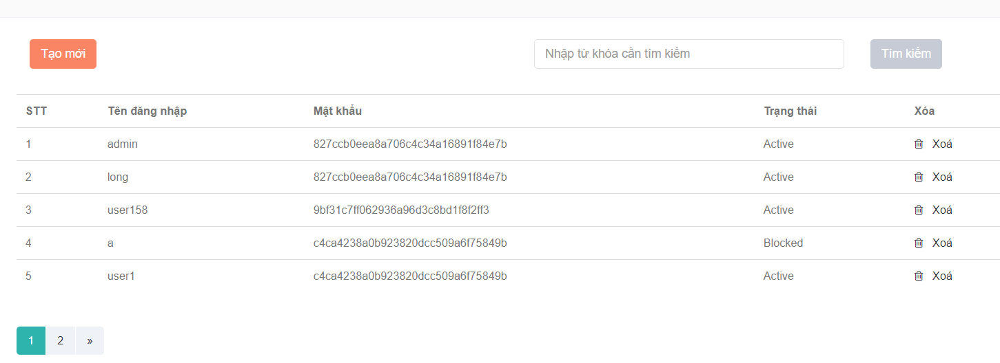 Tạo mới
Nhập từ khóa cần tìm kiếm
Tìm kiếm
STT Tên đăng nhập Mật khẩu Trạng thái Xóa
1 admin 827ccb0eea8a706c4c34a16891f84e7b Active Xoá
2 long 827ccb0eea8a706c4c34a16891f84e7b Active Xoá
3 user158 9bf31c7ff062936a96d3c8bd1f8f2ff3 Active Xoá
4 a c4ca4238a0b923820dcc509a6f75849b Blocked Xoá
5 user1 c4ca4238a0b923820dcc509a6f75849b Active Xoá
1 2 »